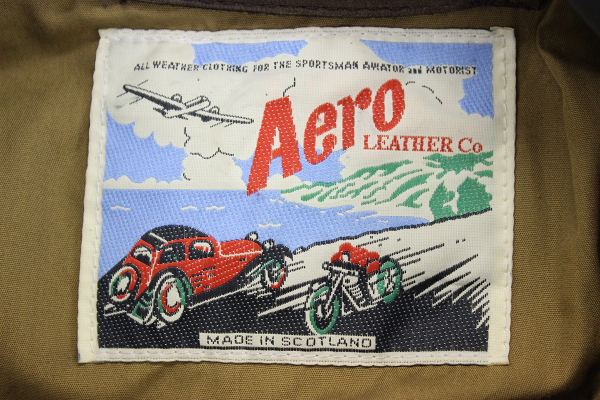 ALL WEATHER CLOTHING FOR THE SPORTSMAN AVIATOR and MOTORIST
Aero
LEATHER Co
MADE IN SCOTLAND